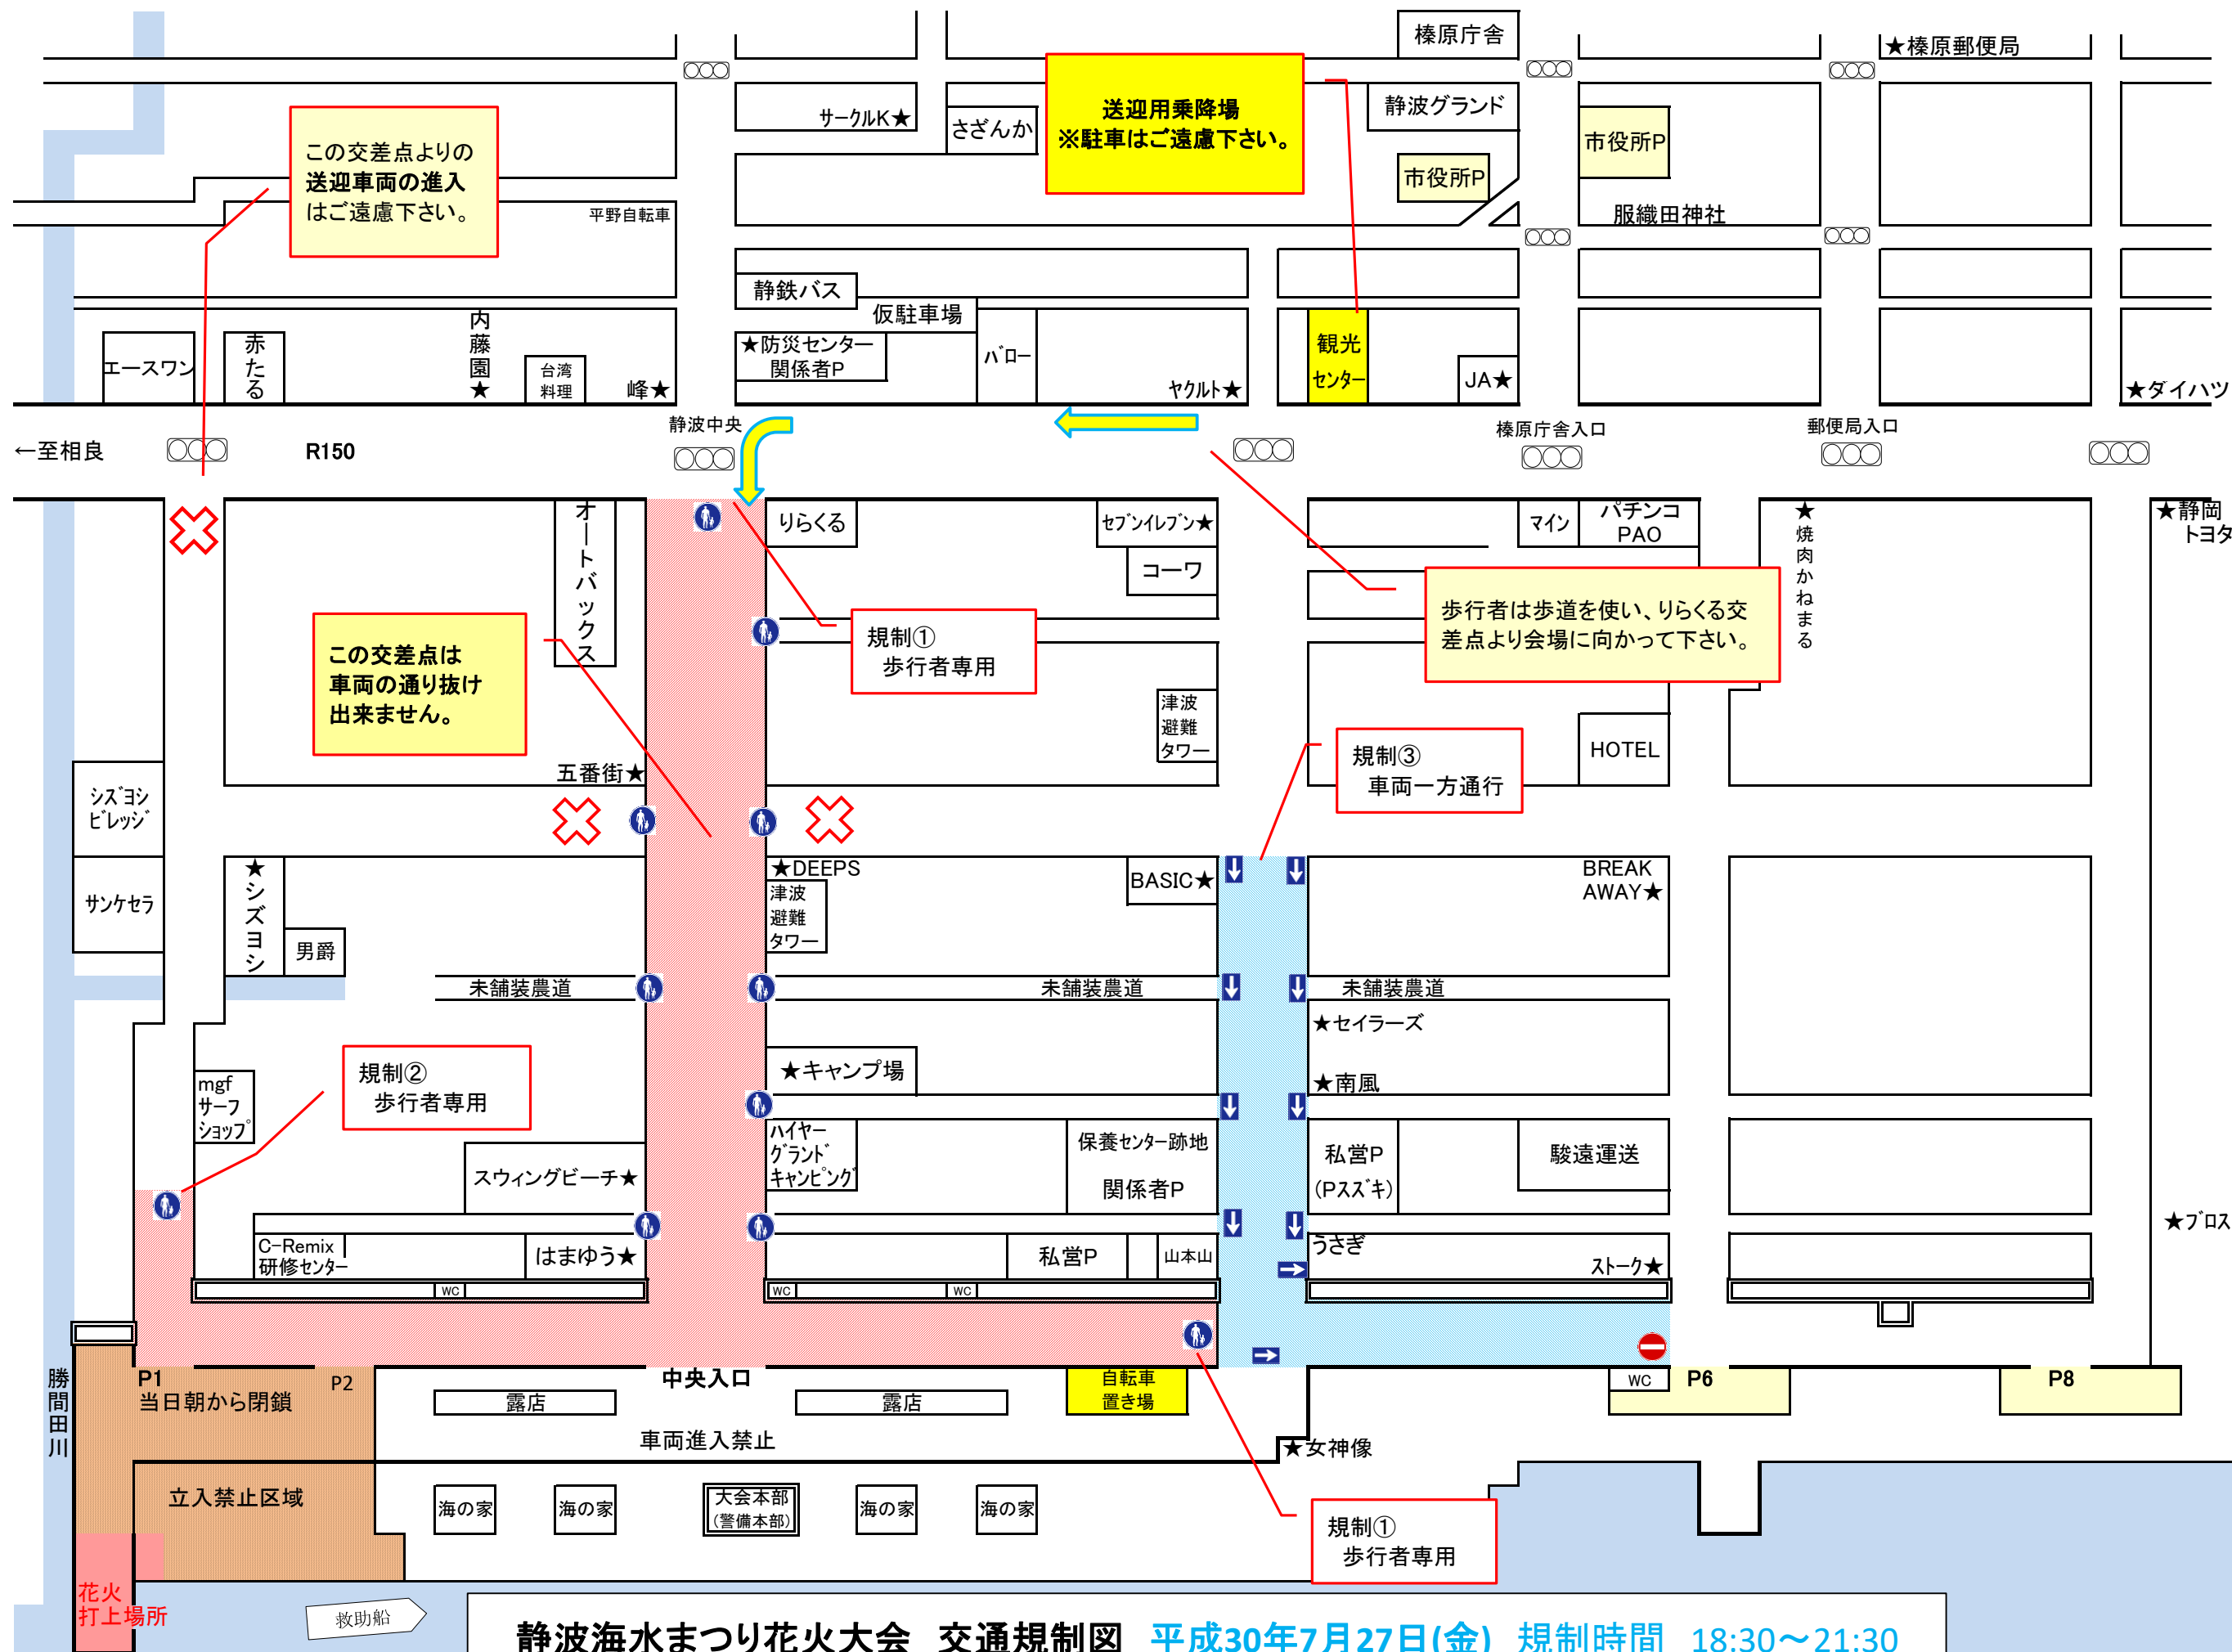 榛原庁舎
★榛原郵便局
サークルK★
さざんか
送迎用乗降場
※駐車はご遠慮下さい。
静波グランド
市役所P
市役所P
服織田神社
この交差点よりの
送迎車両の進入
はご遠慮下さい。
平野自転車
静鉄バス
仮駐車場
★防災センター
関係者P
バロー
ヤクルト★
観光
センター
JA★
★ダイハツ
エースワン
赤たる
内藤園★
台湾
料理
峰★
←至相良
R150
静波中央
榛原庁舎入口
郵便局入口
オートバックス
りらくる
セブンイレブン★
コーワ
マイン
パチンコ
PAO
★焼肉かねまる
★静岡
トヨタ
この交差点は
車両の通り抜け
出来ません。
規制①
歩行者専用
歩行者は歩道を使い、りらくる交
差点より会場に向かって下さい。
津波
避難
タワー
規制③
車両一方通行
HOTEL
五番街★
シズヨシ
ビレッジ
サンケセラ
★シズヨシ
男爵
★DEEPS
津波
避難
タワー
BASIC★
BREAK
AWAY★
未舗装農道
未舗装農道
未舗装農道
★セイラーズ
★南風
★キャンプ場
mgf
サーフ
ショップ
規制②
歩行者専用
スウィングビーチ★
ハイヤー
グランド
キャンピング
保養センター跡地
関係者P
私営P
(Pスズキ)
駿遠運送
★ブロス
C-Remix
研修センター
はまゆう★
私営P
山本山
うさぎ
ストーク★
WC
WC
WC
勝間田川
P1
当日朝から閉鎖
P2
中央入口
露店
露店
自転車
置き場
WC
P6
P8
車両進入禁止
★女神像
立入禁止区域
海の家
海の家
大会本部
(警備本部)
海の家
海の家
規制①
歩行者専用
花火
打上場所
救助船
静波海水まつり花火大会 交通規制図 平成30年7月27日(金) 規制時間 18:30～21:30